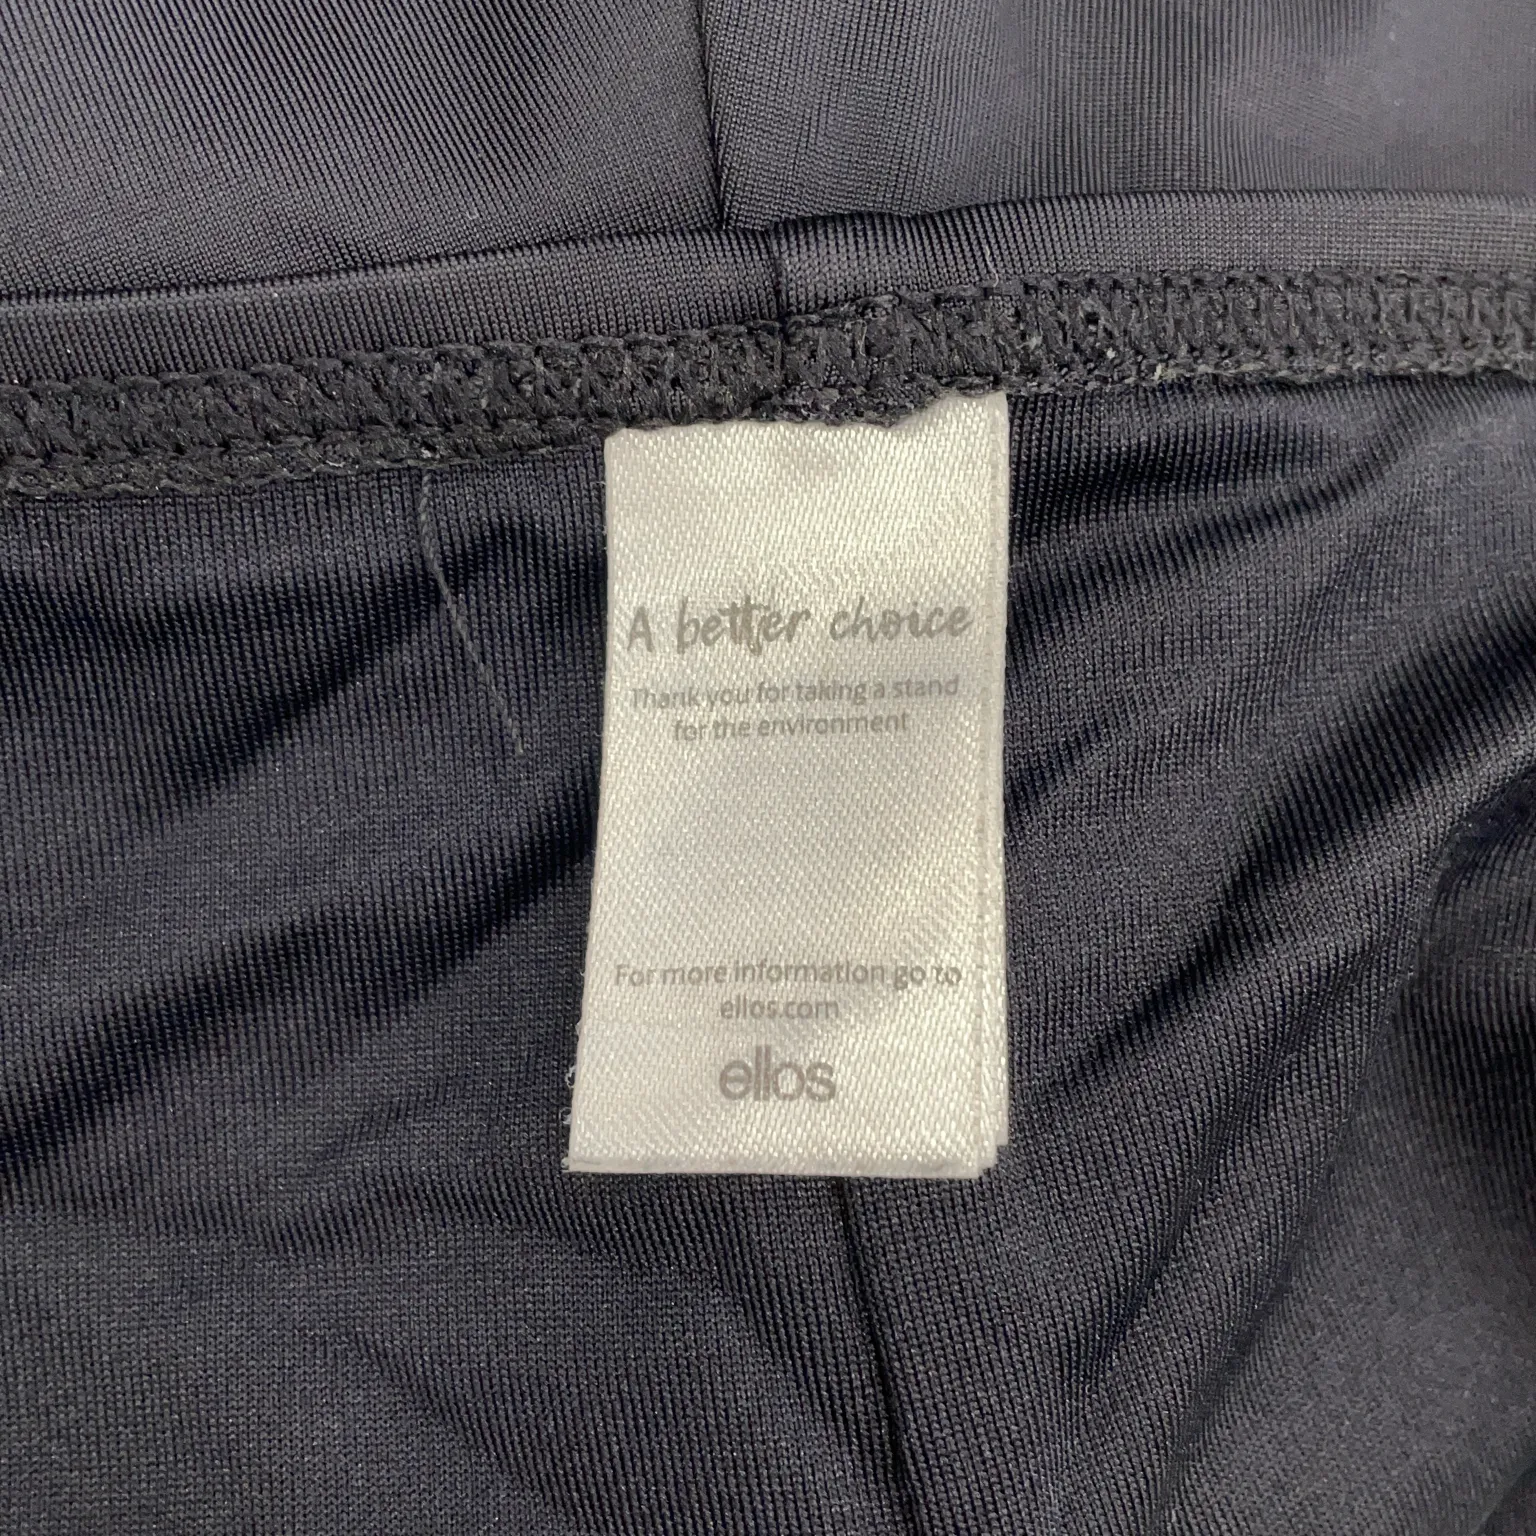 A better choice
Thank you for taking a stand
for the environment
For more information go to
ellos.com
ellos